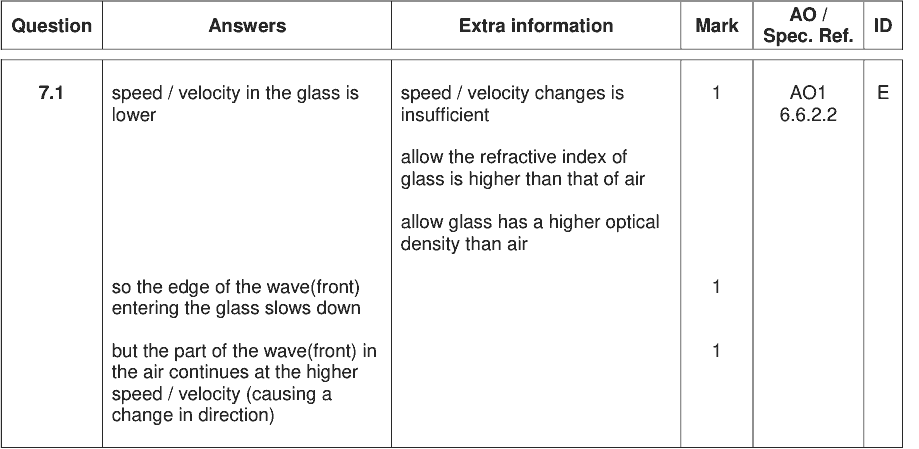 Question Answers Extra information Mark AO / Spec. Ref. ID
7.1 speed / velocity in the glass is speed / velocity changes is 1 AO1 E
lower insufficient 6.6.2.2
allow the refractive index of
glass is higher than that of air
allow glass has a higher optical
density than air
so the edge of the wave(front) 1
entering the glass slows down
but the part of the wave(front) in 1
the air continues at the higher
speed / velocity (causing a
change in direction)